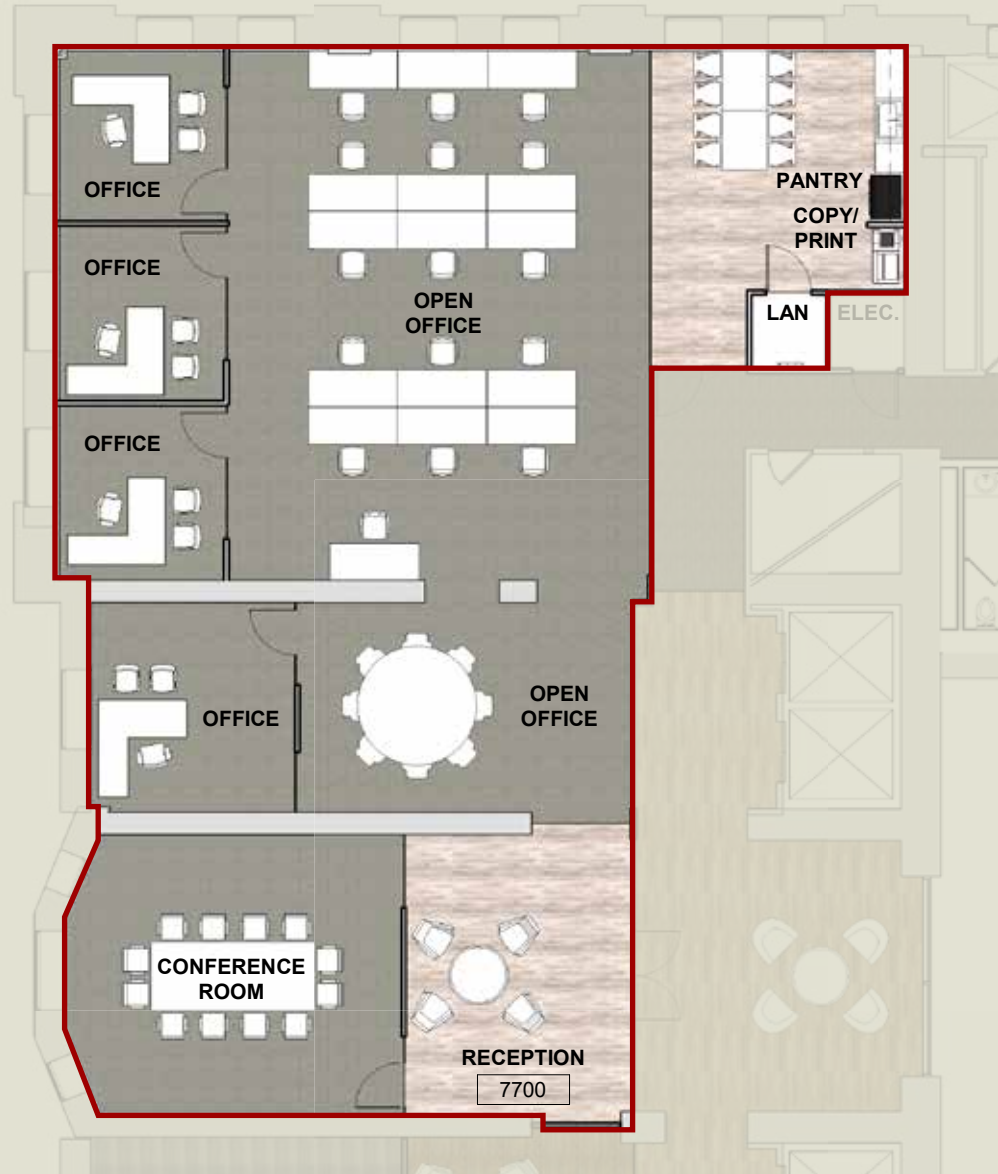 OFFICE
PANTRY
COPY/
PRINT
OFFICE
OPEN
OFFICE
LAN
ELEC.
OFFICE
OPEN
OFFICE
OFFICE
CONFERENCE
ROOM
RECEPTION
7700